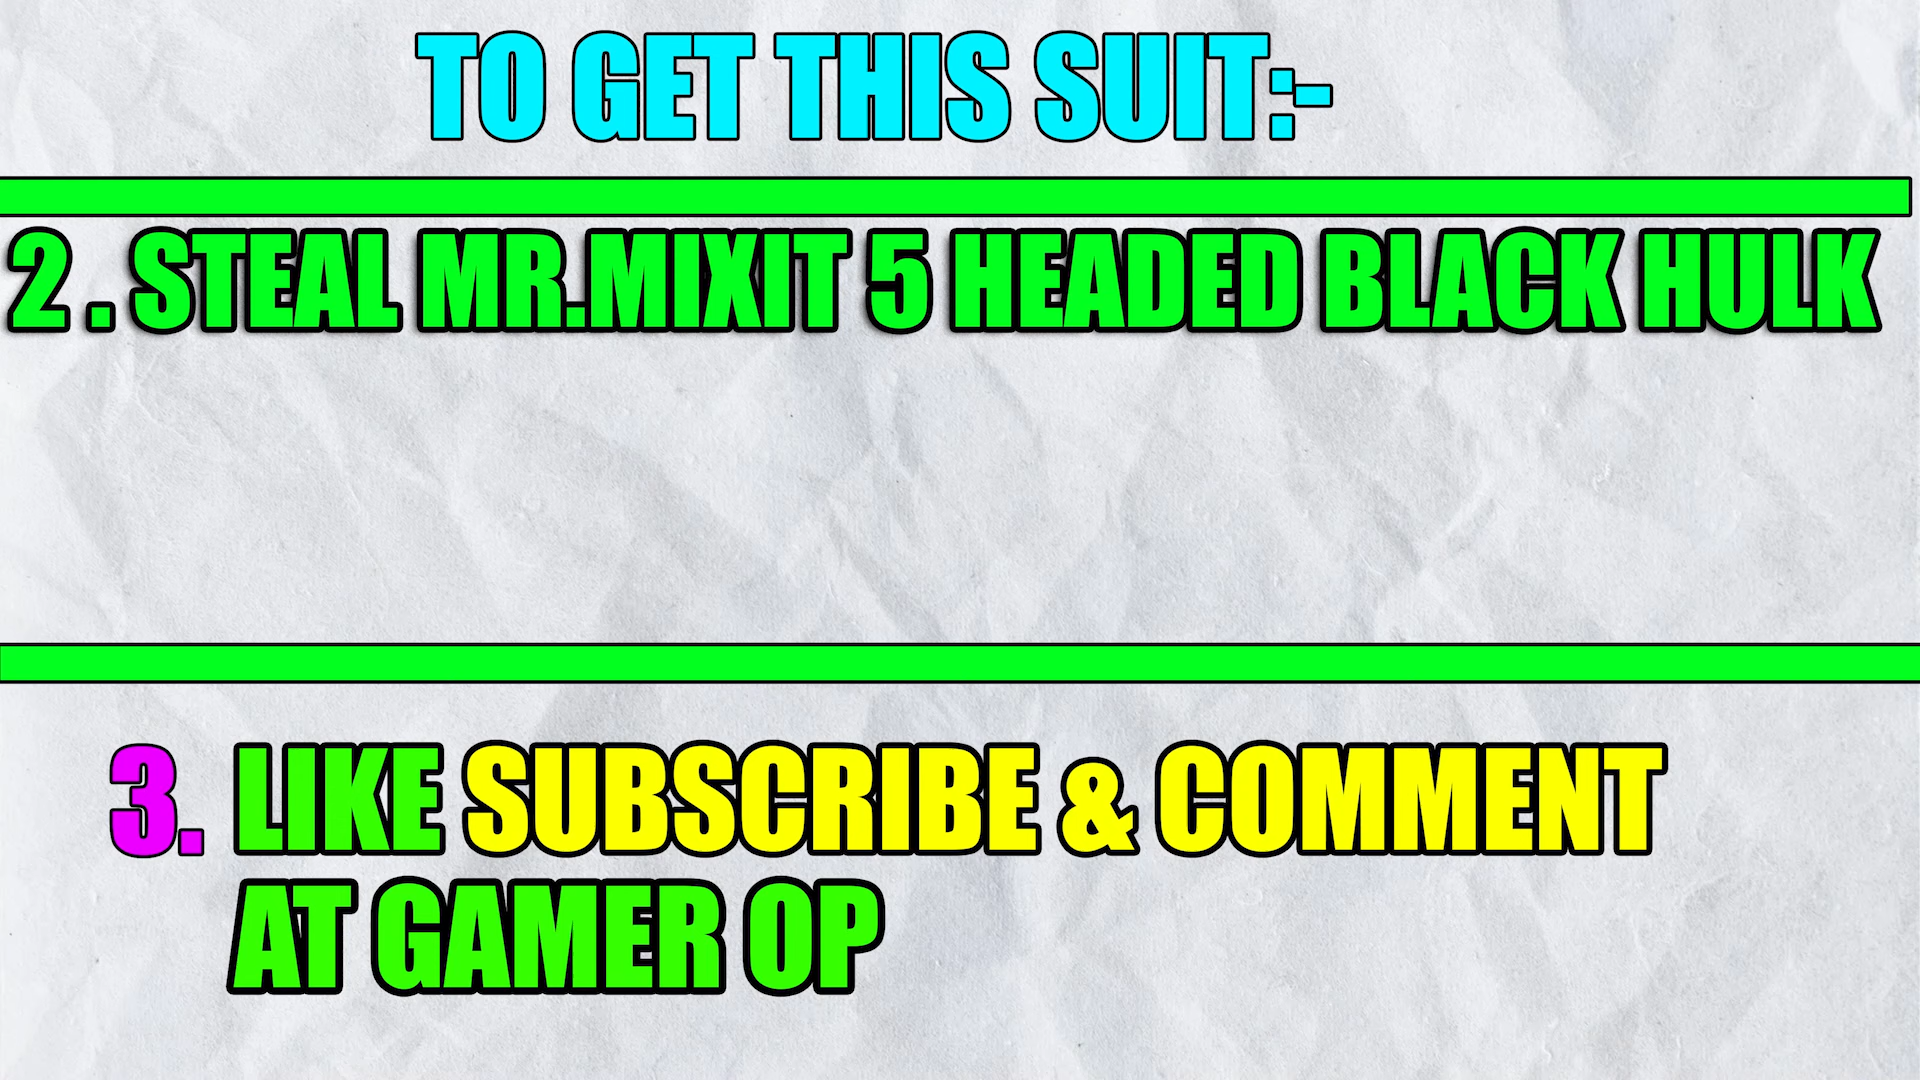 TO GET THIS SUIT:-
2 . STEAL MR.MIXIT 5 HEADED BLACK HULK
3. LIKE SUBSCRIBE & COMMENT
AT GAMER OP